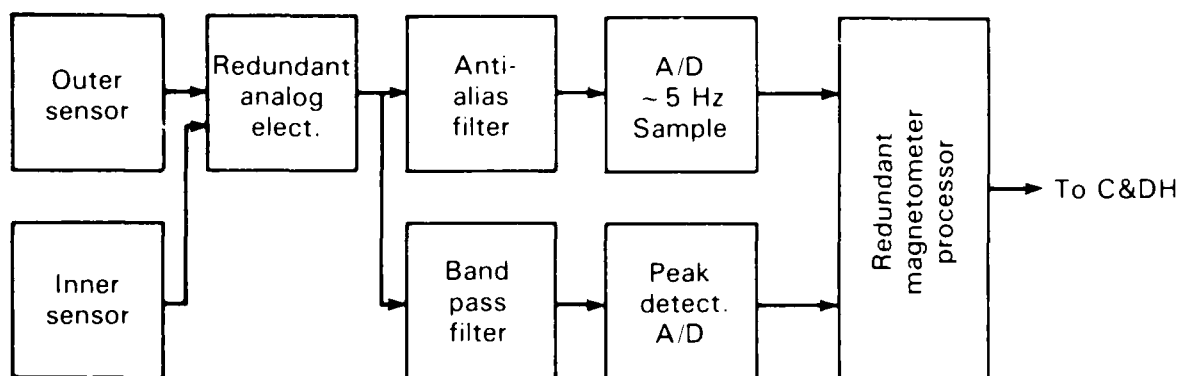 Outer
sensor
Redundant
analog
elect.
Anti-
alias
filter
A/D
~ 5 Hz
Sample
Redundant
magnetometer
processor
To C&DH
Inner
sensor
Band
pass
filter
Peak
detect.
A/D